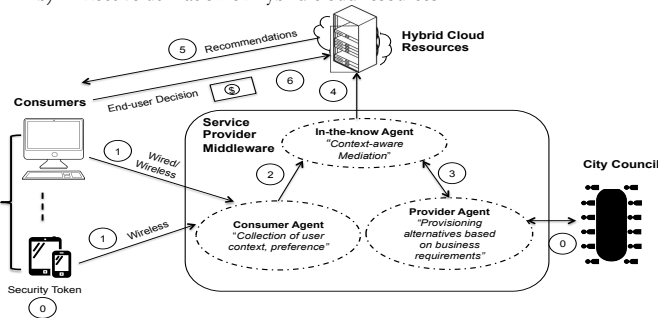 Hybrid Cloud
Resources
5
Recommendations
6
End-user Decision
$
4
Consumers
Service
Provider
Middleware
In-the-know Agent
"Context-aware
Mediation"
1
Wired/
Wireless
2
3
City Council
Consumer Agent
"Collection of user
context, preference"
Provider Agent
"Provisioning
alternatives based
on business
requirements"
1
Wireless
0
Security Token
0